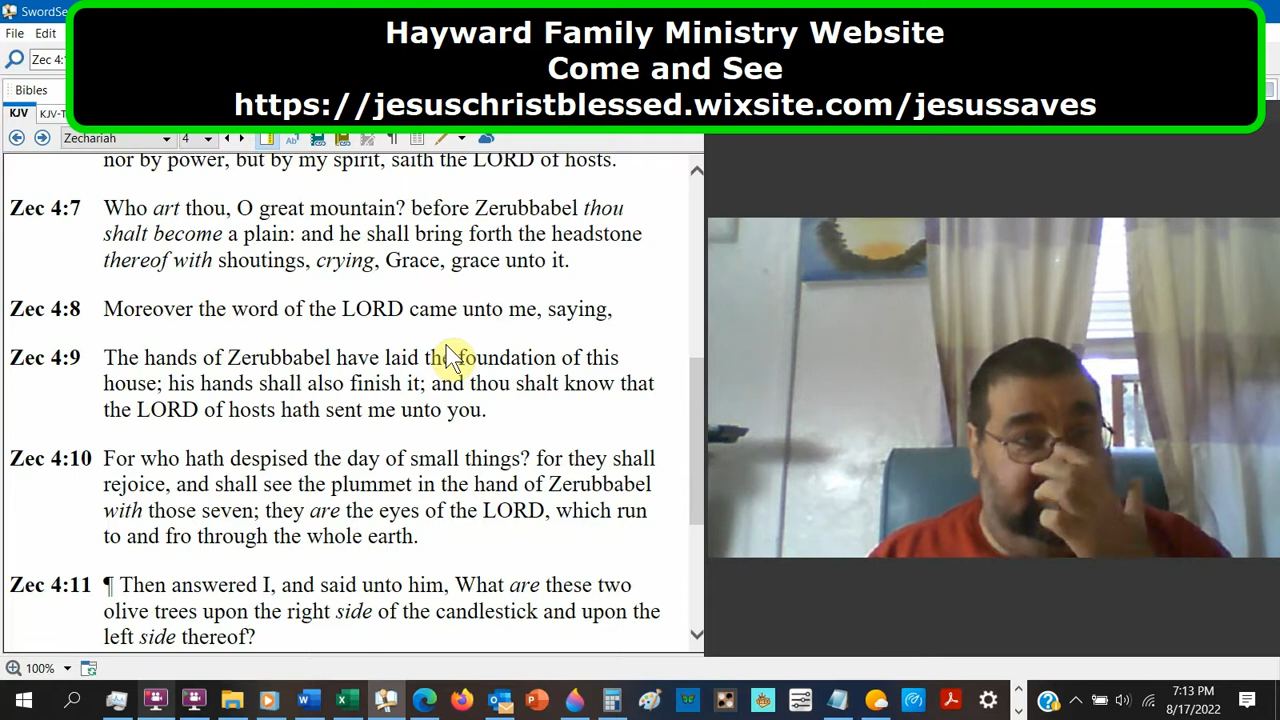 SwordSe
Hayward Family Ministry Website
Come and See
https://jesuschristblessed.wixsite.com/jesussaves
File Edit
Zec 4:
Bibles
KJV KJV-T
Zechariah 4
nor by power, but by my spirit, saith the LORD of hosts.
Zec 4:7 Who art thou, O great mountain? before Zerubbabel thou
shalt become a plain: and he shall bring forth the headstone
thereof with shoutings, crying, Grace, grace unto it.
Zec 4:8 Moreover the word of the LORD came unto me, saying,
Zec 4:9 The hands of Zerubbabel have laid the foundation of this
house; his hands shall also finish it; and thou shalt know that
the LORD of hosts hath sent me unto you.
Zec 4:10 For who hath despised the day of small things? for they shall
rejoice, and shall see the plummet in the hand of Zerubbabel
with those seven; they are the eyes of the LORD, which run
to and fro through the whole earth.
Zec 4:11 ¶ Then answered I, and said unto him, What are these two
olive trees upon the right side of the candlestick and upon the
left side thereof?
100%
7:13 PM
8/17/2022